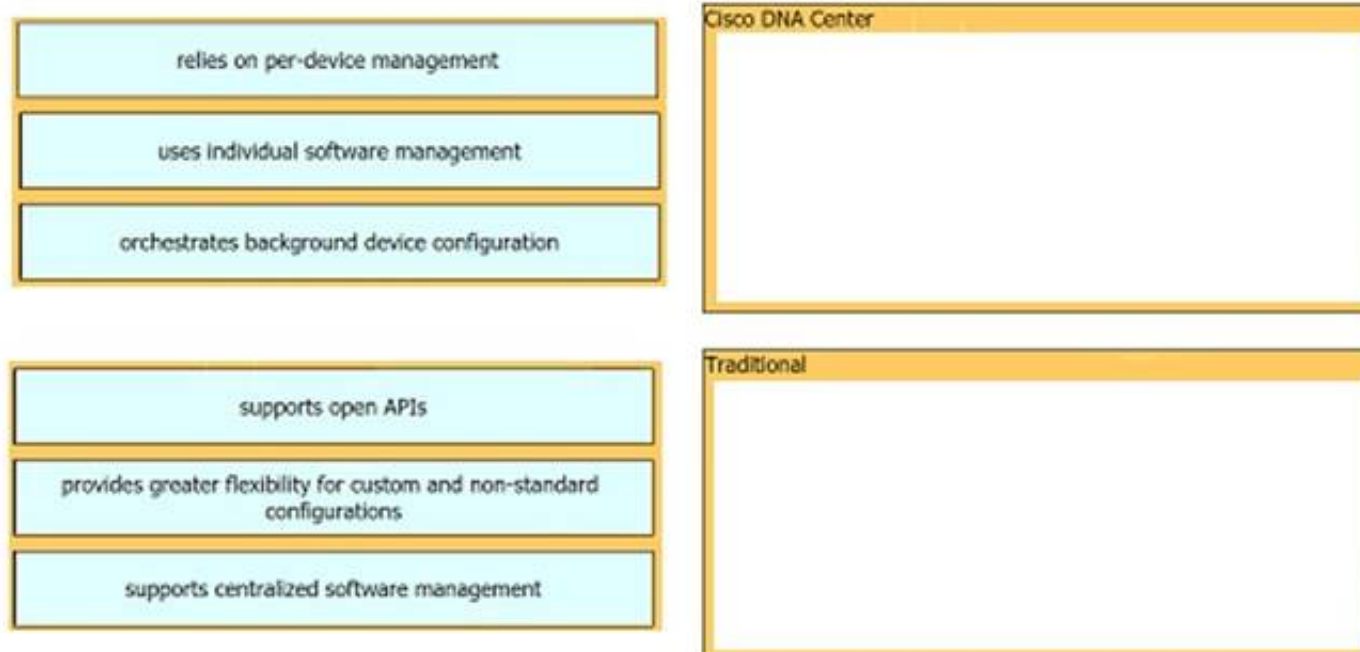 relies on per-device management
uses individual software management
orchestrates background device configuration
supports open APIs
provides greater flexibility for custom and non-standard
configurations
supports centralized software management
Cisco DNA Center
Traditional